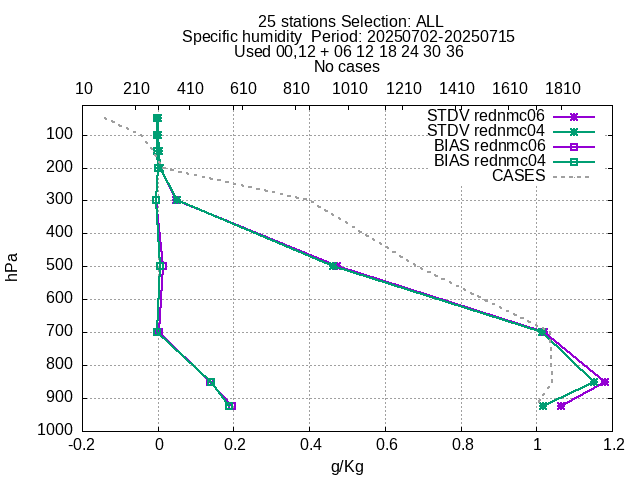 25 stations Selection: ALL
Specific humidity  Period: 20250702-20250715
Used 00,12 + 06 12 18 24 30 36
No cases
10 210 410 610 810 1010 1210 1410 1610 1810
STDV rednmc06
STDV rednmc04
BIAS rednmc06
BIAS rednmc04
CASES
hPa
100
200
300
400
500
600
700
800
900
1000
-0.2 0 0.2 0.4 0.6 0.8 1 1.2
g/Kg